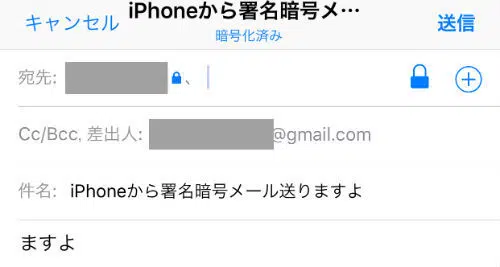 キャンセル iPhoneから署名暗号メ… 送信
暗号化済み
宛先: 、
Cc/Bcc, 差出人: @gmail.com
件名: iPhoneから署名暗号メール送りますよ
ますよ